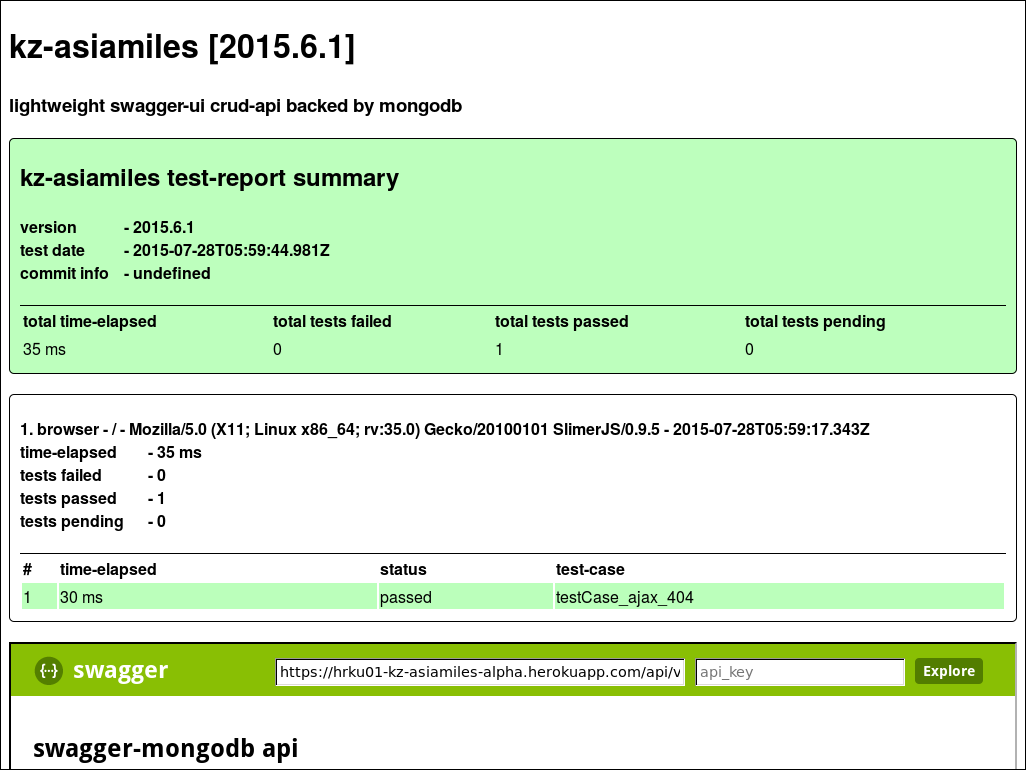 kz-asiamiles [2015.6.1]
lightweight swagger-ui crud-api backed by mongodb
kz-asiamiles test-report summary
version - 2015.6.1
test date - 2015-07-28T05:59:44.981Z
commit info - undefined
total time-elapsed total tests failed total tests passed total tests pending
35 ms 0 1 0
1. browser - / - Mozilla/5.0 (X11; Linux x86_64; rv:35.0) Gecko/20100101 SlimerJS/0.9.5 - 2015-07-28T05:59:17.343Z
time-elapsed - 35 ms
tests failed - 0
tests passed - 1
tests pending - 0
# time-elapsed status test-case
1 30 ms passed testCase_ajax_404
{··} swagger https://hrku01-kz-asiamiles-alpha.herokuapp.com/api/v api_key Explore
swagger-mongodb api